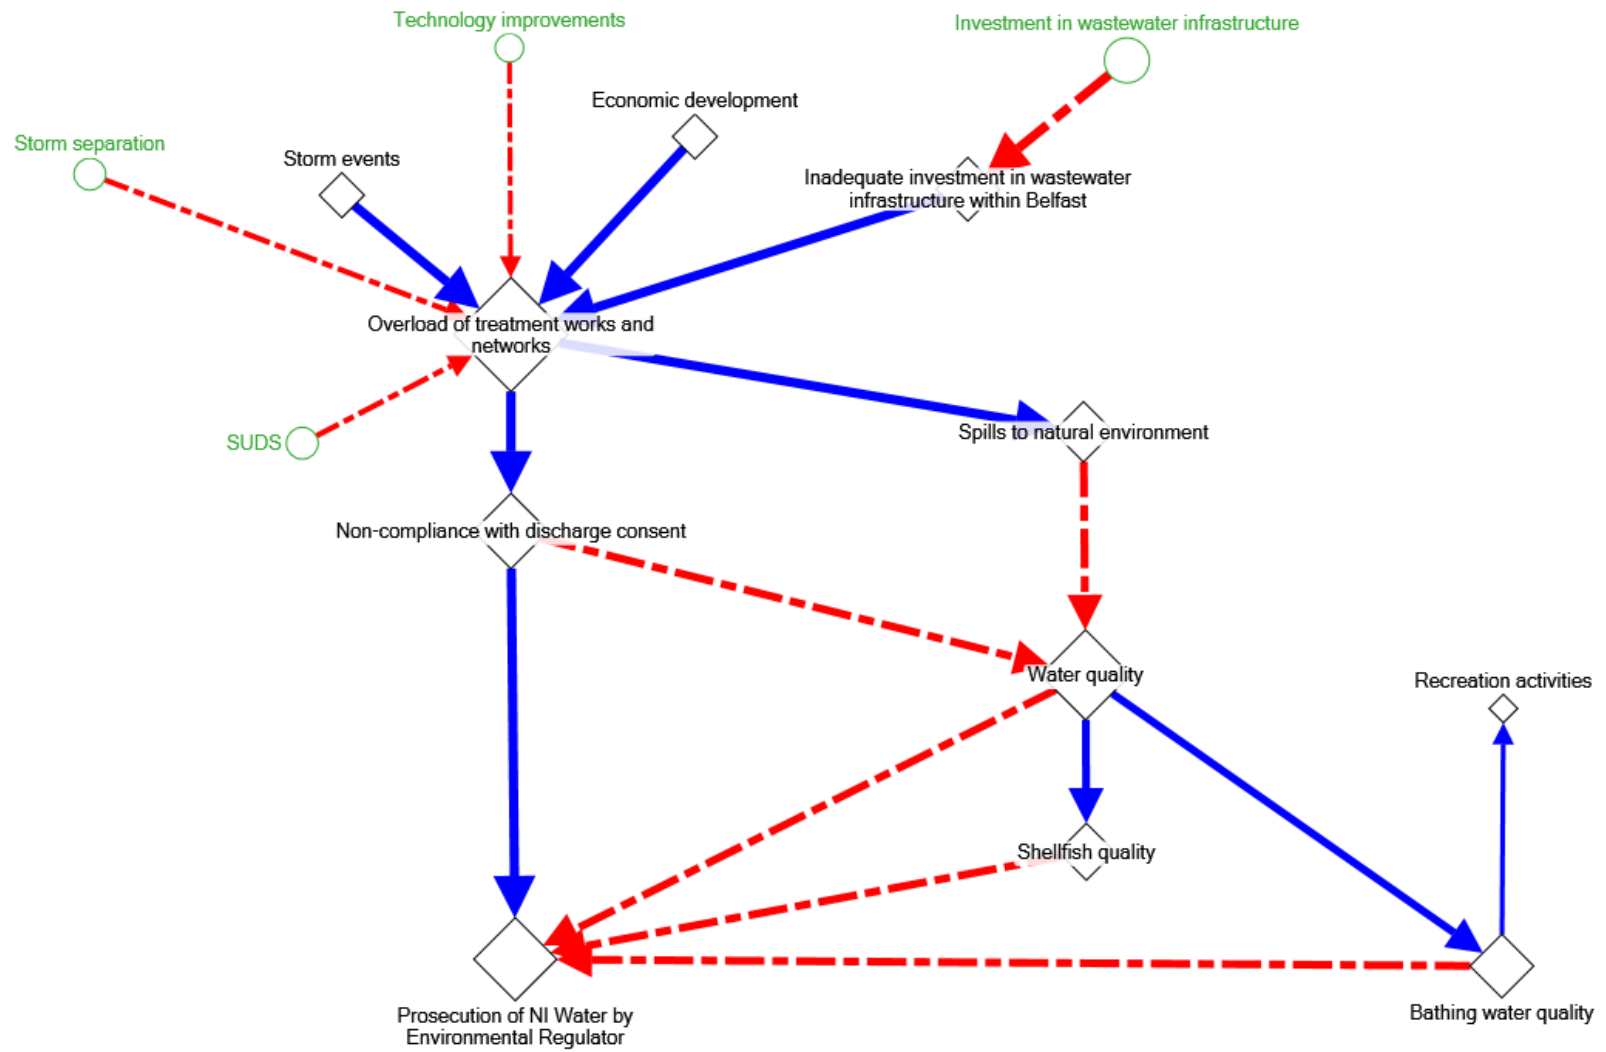 Technology improvements
Investment in wastewater infrastructure
Economic development
Storm separation
Storm events
Inadequate investment in wastewater
infrastructure within Belfast
Overload of treatment works and
networks
SUDS
Spills to natural environment
Non-compliance with discharge consent
Water quality
Recreation activities
Shellfish quality
Prosecution of NI Water by
Environmental Regulator
Bathing water quality